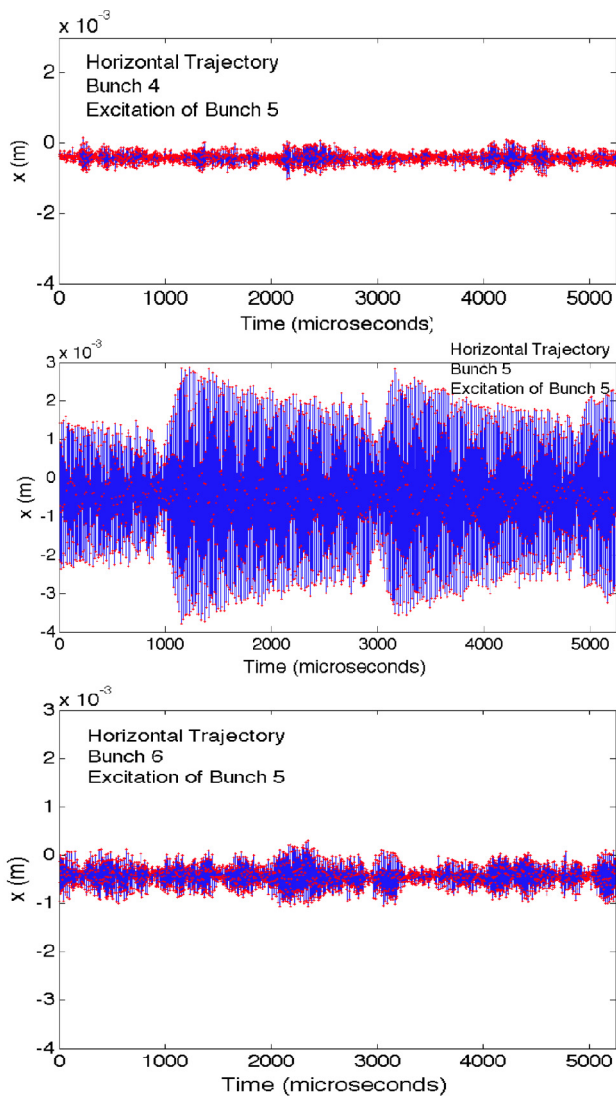 x 10-3
Horizontal Trajectory
Bunch 4
Excitation of Bunch 5
2
0
-2
-4
x (m)
0 1000 2000 3000 4000 5000
Time (microseconds)
x 10-3
Horizontal Trajectory
Bunch 5
Excitation of Bunch 5
3
2
1
0
-1
-2
-3
-4
x (m)
0 1000 2000 3000 4000 5000
Time (microseconds)
x 10-3
Horizontal Trajectory
Bunch 6
Excitation of Bunch 5
3
2
1
0
-1
-2
-3
-4
x (m)
0 1000 2000 3000 4000 5000
Time (microseconds)